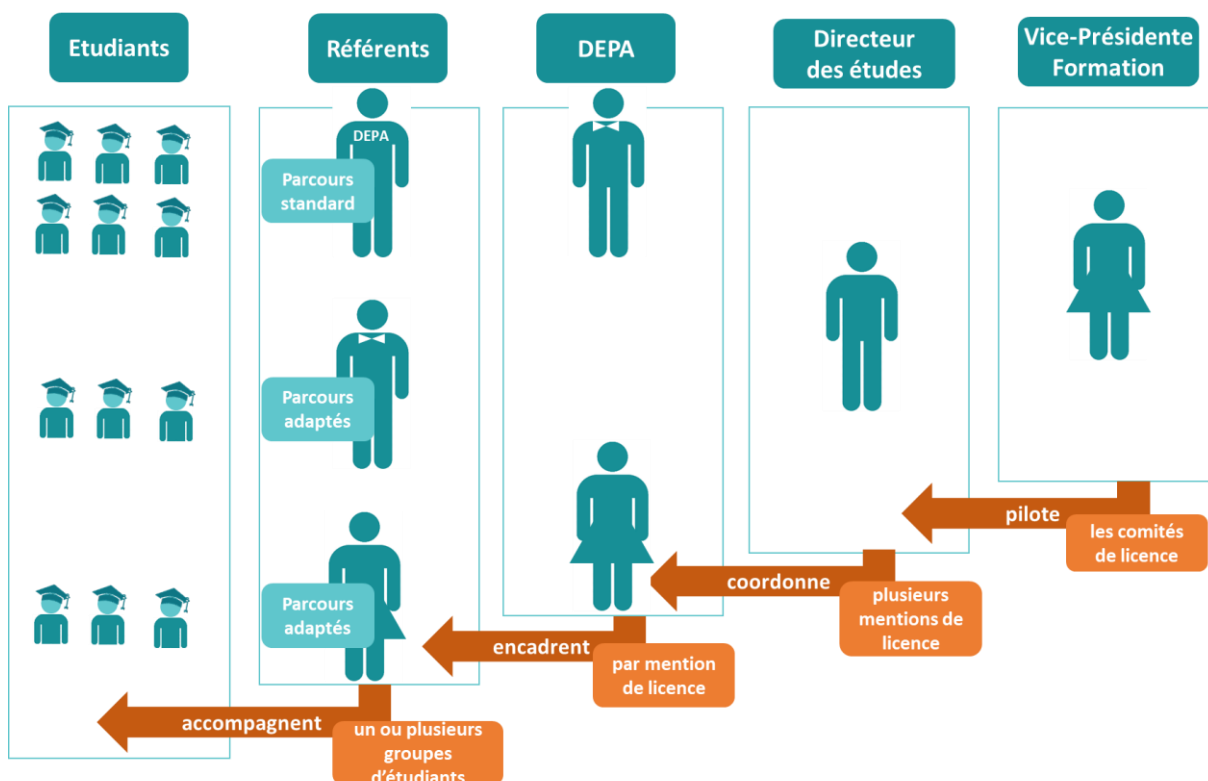 Etudiants
Référents
DEPA
Directeur
des études
Vice-Présidente
Formation
DEPA
Parcours
standard
Parcours
adaptés
Parcours
adaptés
pilote
les comités
de licence
coordonne
plusieurs
mentions de
licence
encadrent
par mention
de licence
accompagnent
un ou plusieurs
groupes
d'étudiants